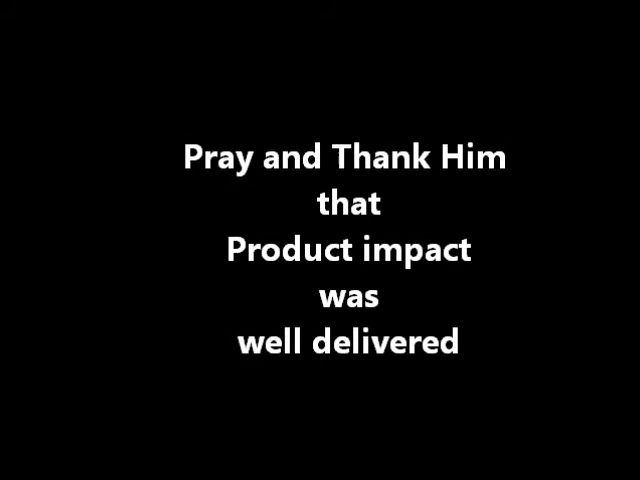 Pray and Thank Him
that
Product impact
was
well delivered